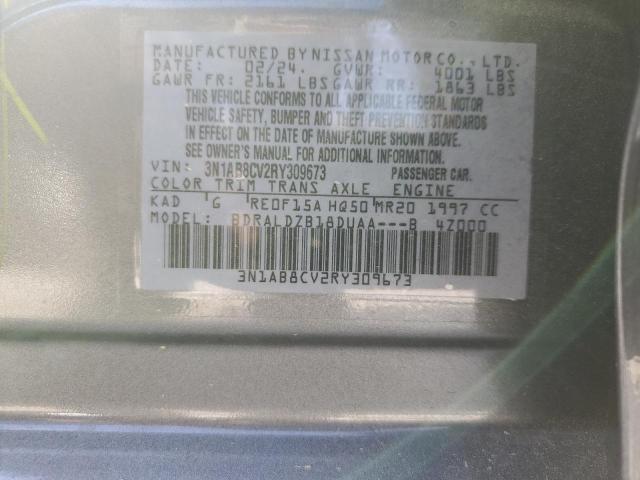 MANUFACTURED BY NISSAN MOTOR CO., LTD.
DATE: 02/24. GVWR: 4001 LBS
GAWR FR: 2161 LBS GAWR RR: 1863 LBS
THIS VEHICLE CONFORMS TO ALL APPLICABLE FEDERAL MOTOR
VEHICLE SAFETY, BUMPER AND THEFT PREVENTION STANDARDS
IN EFFECT ON THE DATE OF MANUFACTURE SHOWN ABOVE.
SEE OWNER'S MANUAL FOR ADDITIONAL INFORMATION.
VIN: 3N1AB8CV2RY309673 PASSENGER CAR.
COLOR TRIM TRANS AXLE ENGINE
KAD G RE0F15A HQ50 MR20 1997 CC
MODEL: BDRALDZB18DUAA---B 4Z000
3N1AB8CV2RY309673